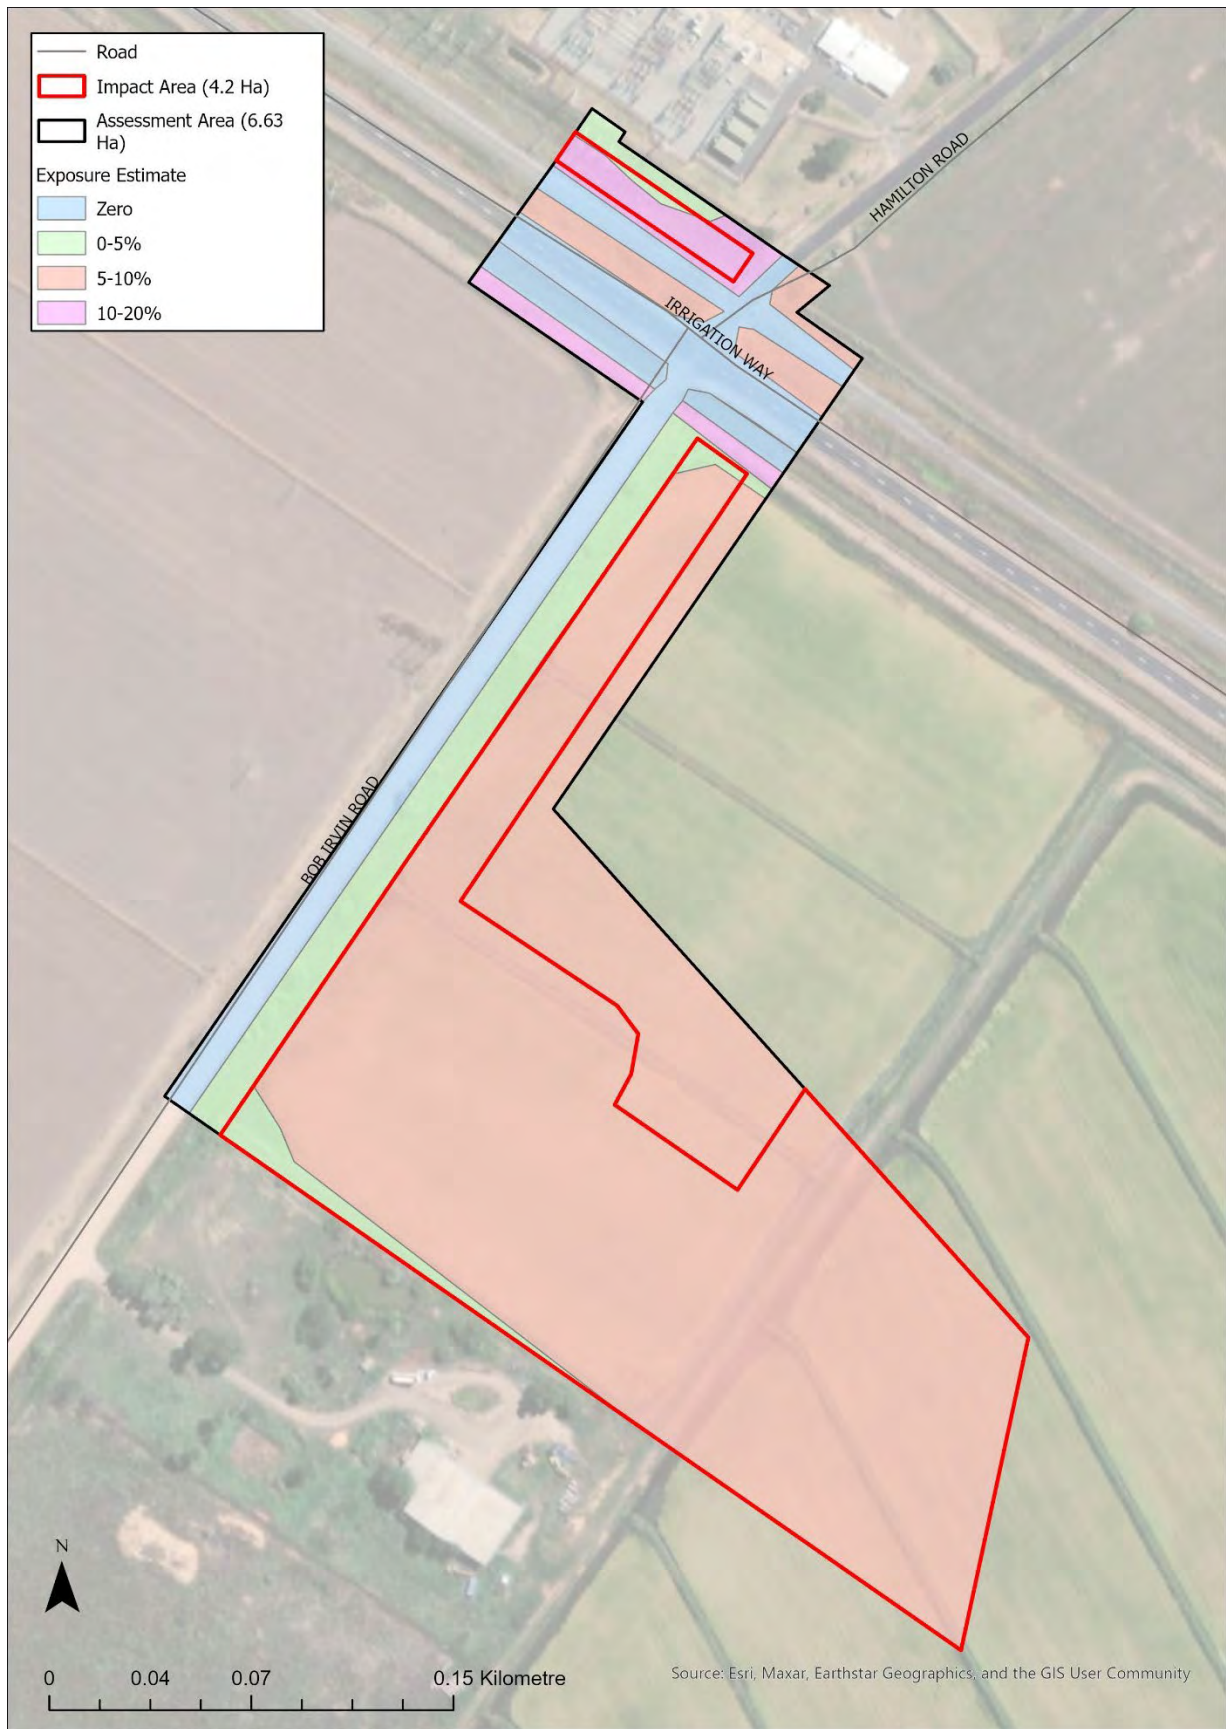 Road
Impact Area (4.2 Ha)
Assessment Area (6.63
Ha)
Exposure Estimate
Zero
0-5%
5-10%
10-20%
HAMILTON ROAD
IRRIGATION WAY
BOB IRVIN ROAD
N
0 0.04 0.07 0.15 Kilometre
Source: Esri, Maxar, Earthstar Geographics, and the GIS User Community